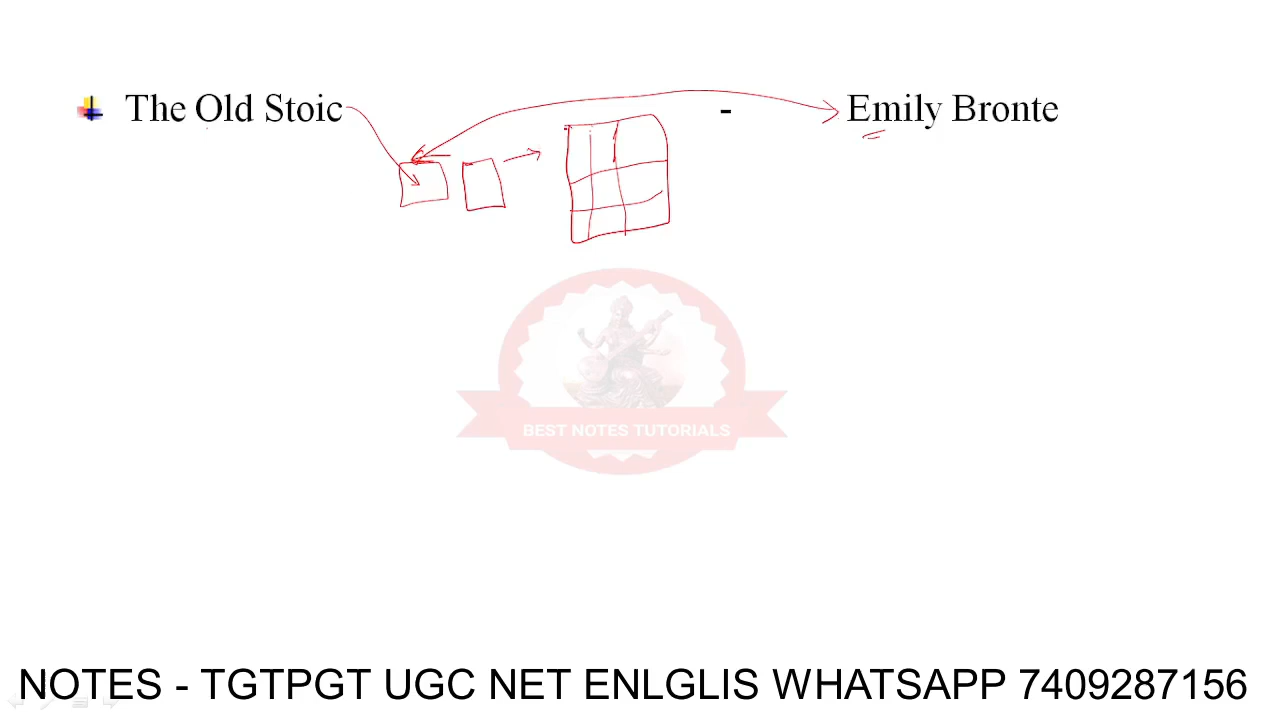 The Old Stoic - Emily Bronte
BEST NOTES TUTORIALS
NOTES - TGTPGT UGC NET ENLGLIS WHATSAPP 7409287156